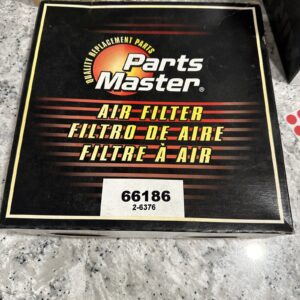 QUALITY REPLACEMENT PARTS
Parts
Master®
AIR FILTER
FILTRO DE AIRE
FILTRE À AIR
66186
2-6376